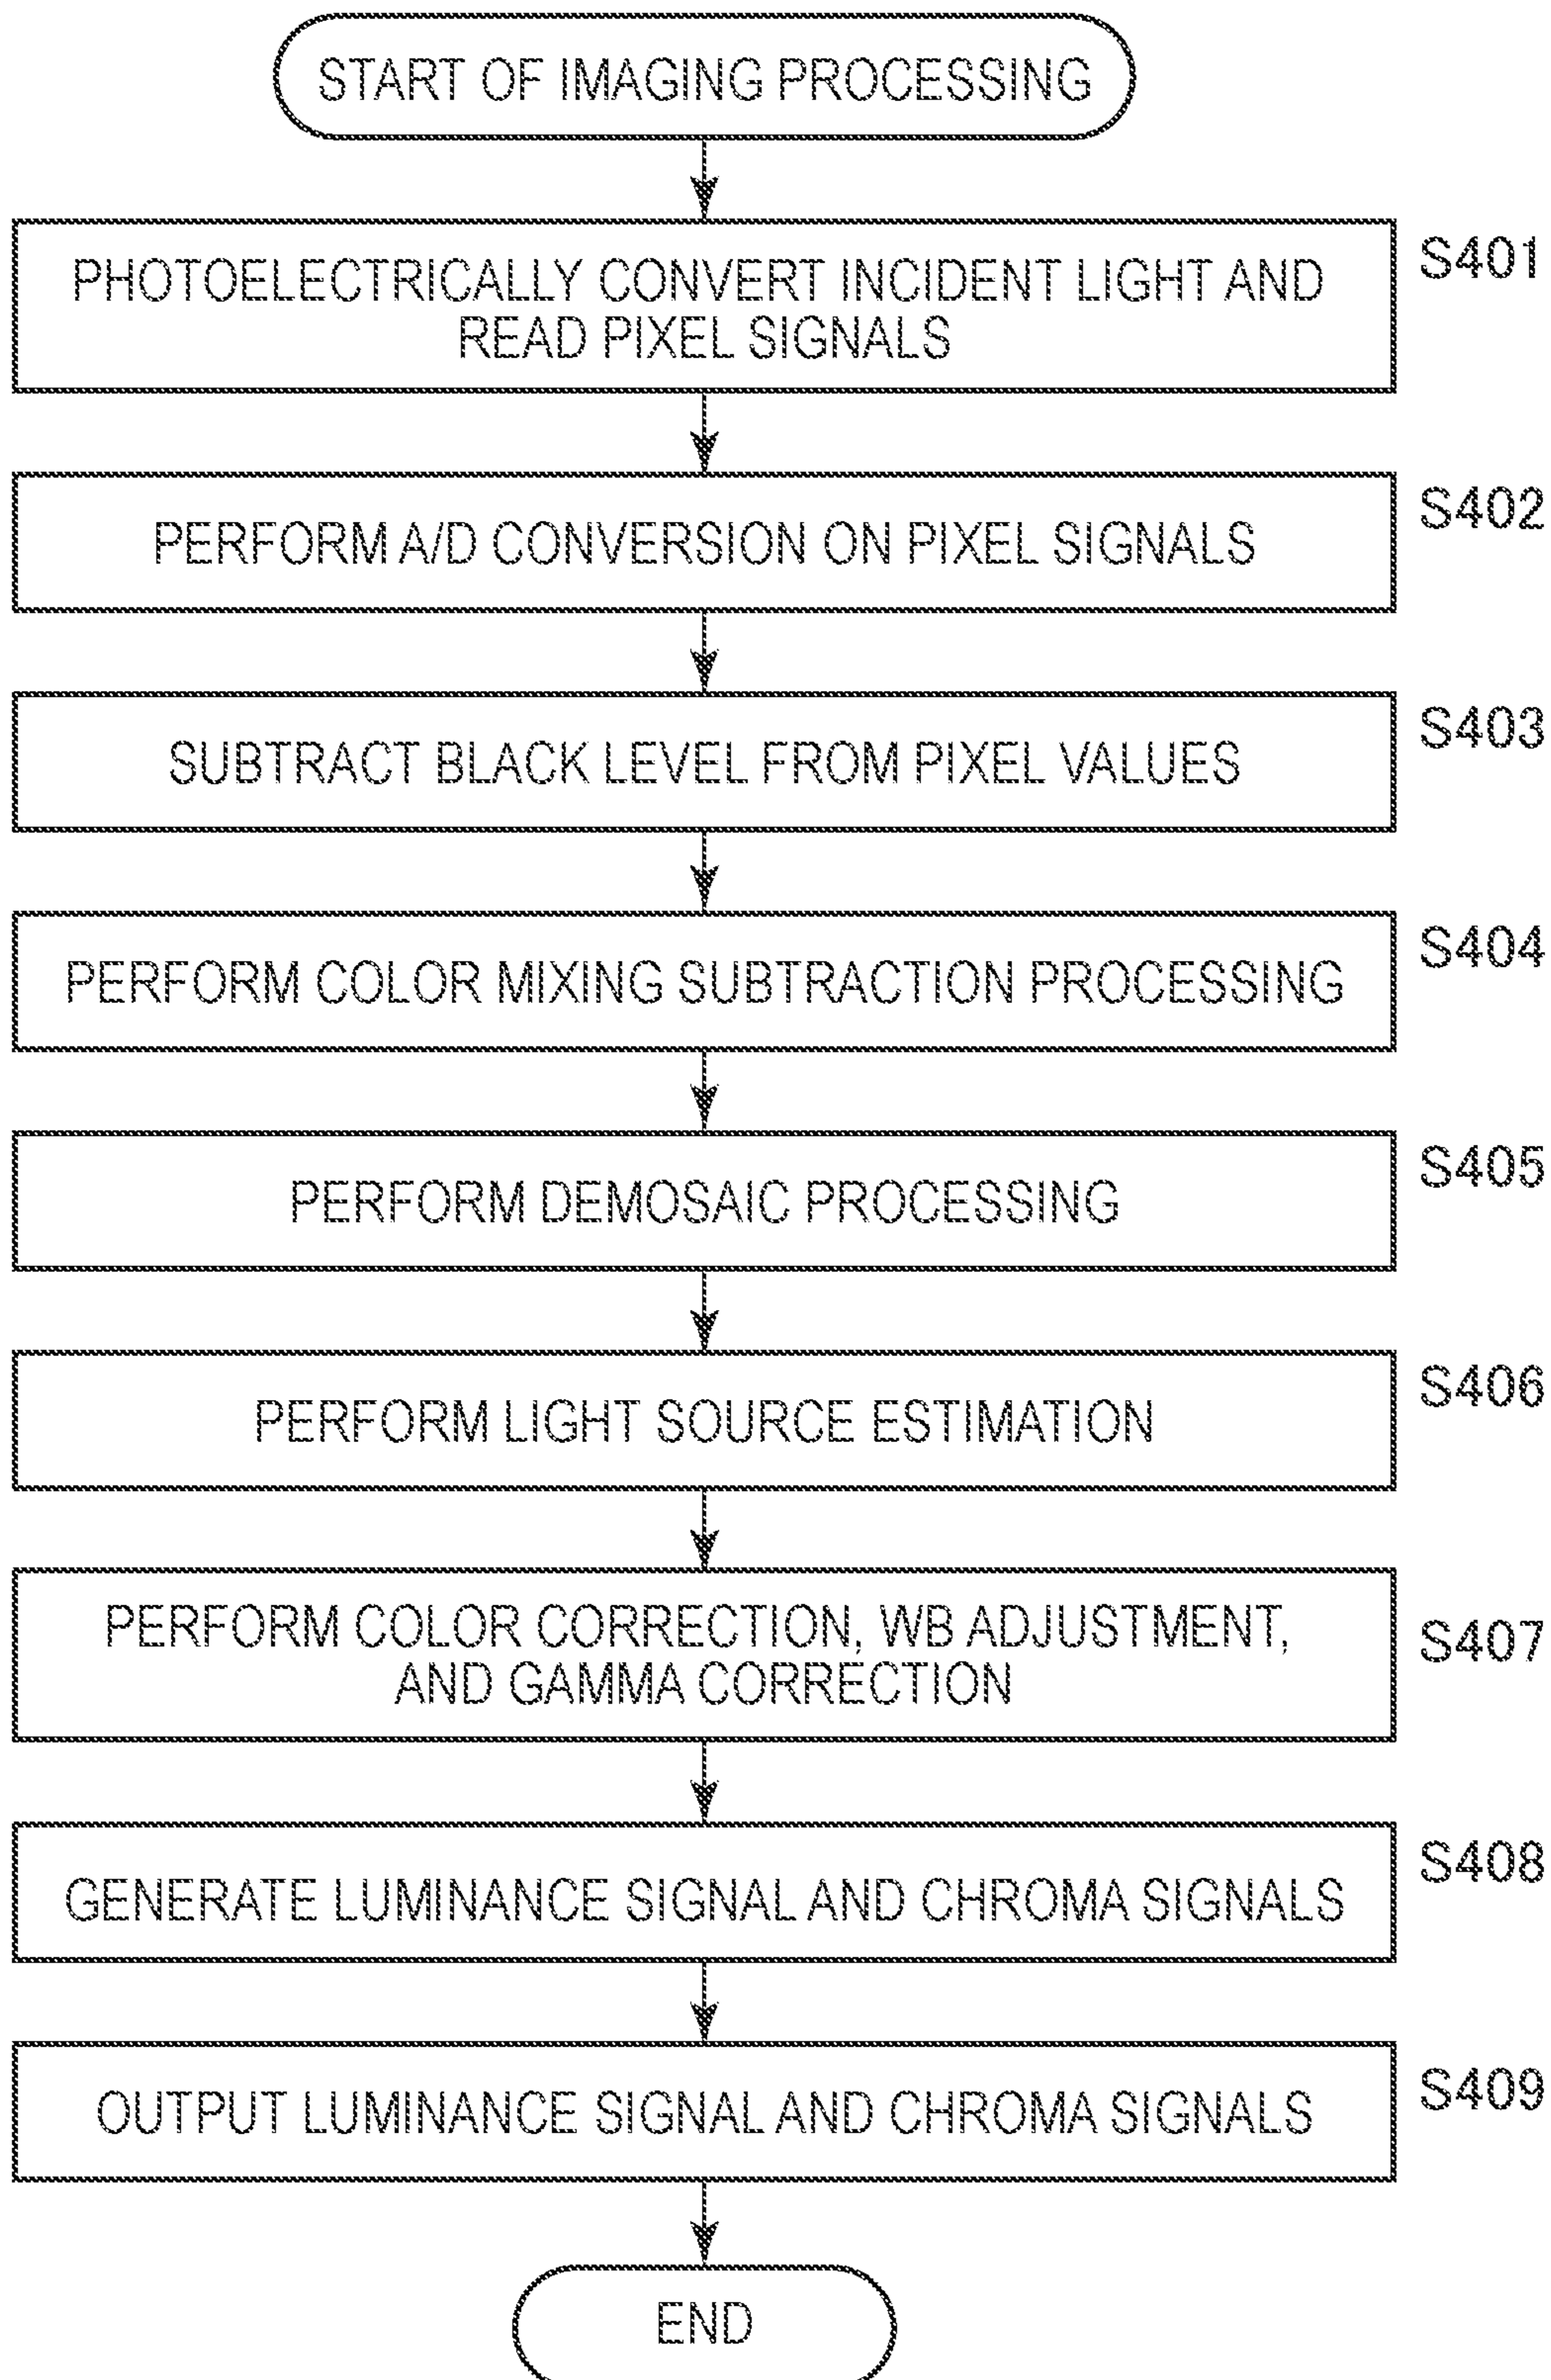 START OF IMAGING PROCESSING
PHOTOELECTRICALLY CONVERT INCIDENT LIGHT AND
READ PIXEL SIGNALS
S401
PERFORM A/D CONVERSION ON PIXEL SIGNALS
S402
SUBTRACT BLACK LEVEL FROM PIXEL VALUES
S403
PERFORM COLOR MIXING SUBTRACTION PROCESSING
S404
PERFORM DEMOSAIC PROCESSING
S405
PERFORM LIGHT SOURCE ESTIMATION
S406
PERFORM COLOR CORRECTION, WB ADJUSTMENT,
AND GAMMA CORRECTION
S407
GENERATE LUMINANCE SIGNAL AND CHROMA SIGNALS
S408
OUTPUT LUMINANCE SIGNAL AND CHROMA SIGNALS
S409
END